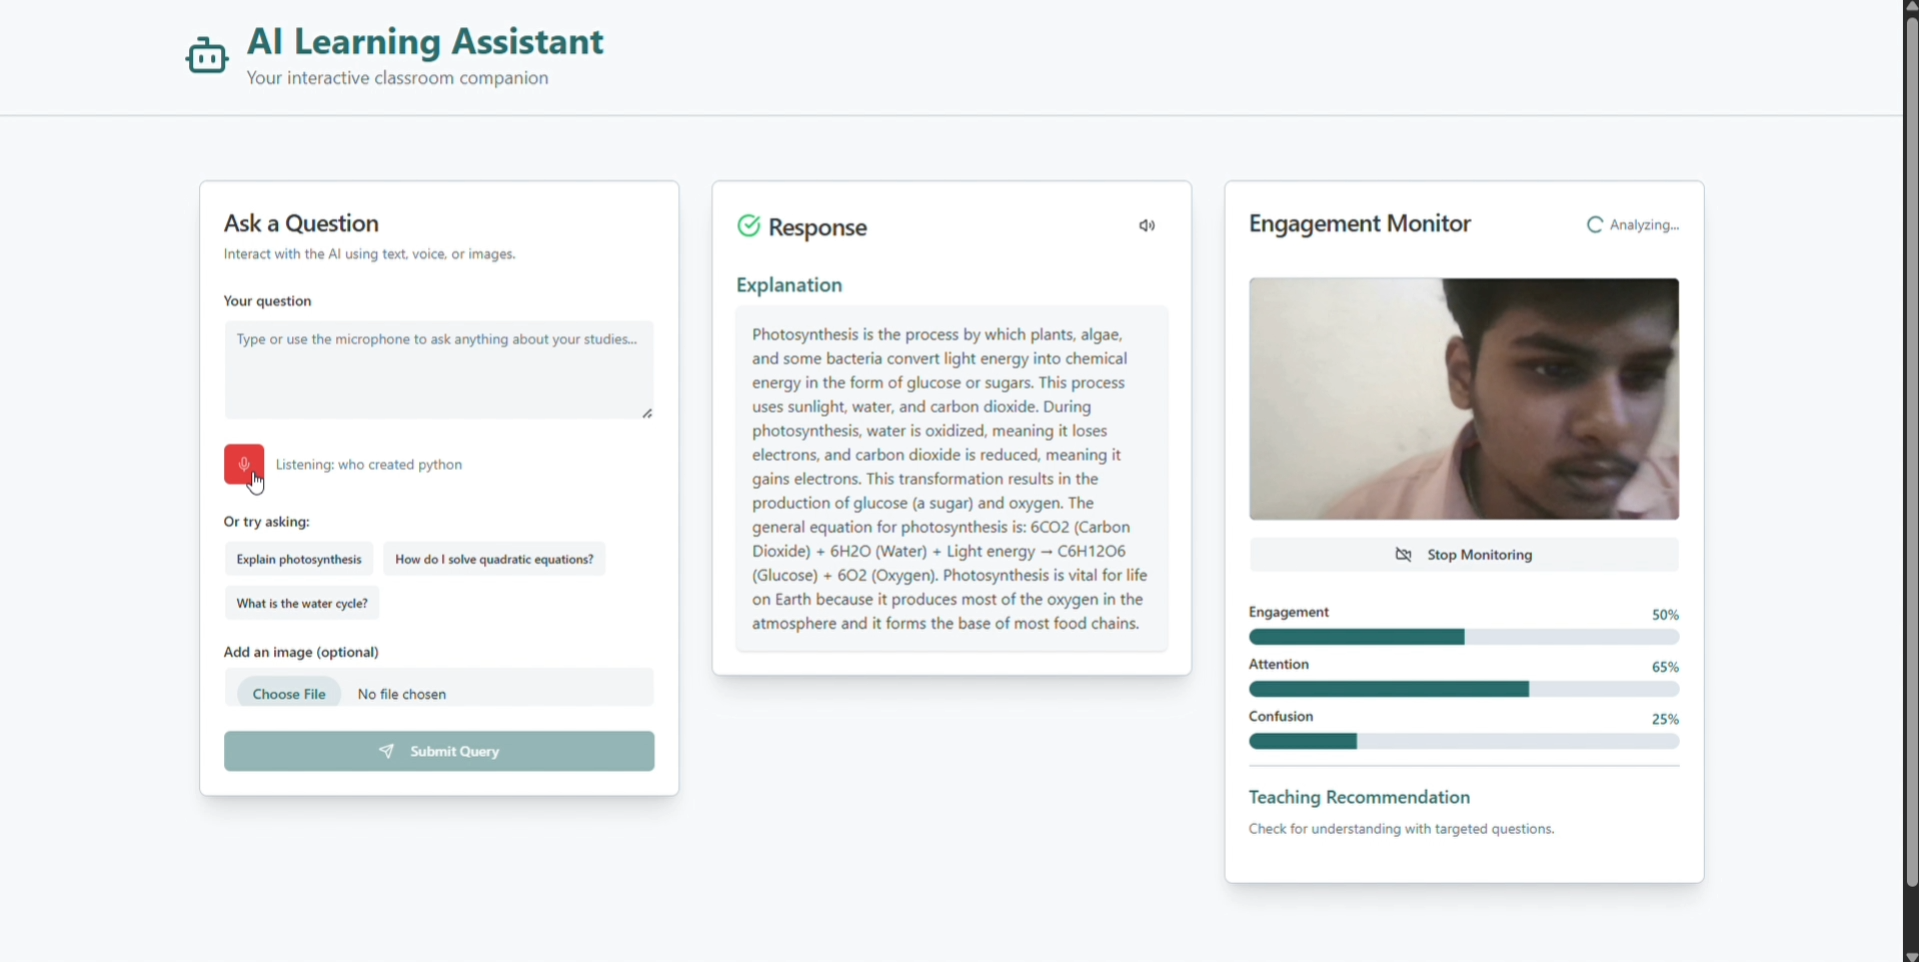 AI Learning Assistant
Your interactive classroom companion
Ask a Question
Interact with the AI using text, voice, or images.
Your question
Type or use the microphone to ask anything about your studies...
Listening: who created python
Or try asking:
Explain photosynthesis
How do I solve quadratic equations?
What is the water cycle?
Add an image (optional)
Choose File No file chosen
Submit Query
Response
Explanation
Photosynthesis is the process by which plants, algae,
and some bacteria convert light energy into chemical
energy in the form of glucose or sugars. This process
uses sunlight, water, and carbon dioxide. During
photosynthesis, water is oxidized, meaning it loses
electrons, and carbon dioxide is reduced, meaning it
gains electrons. This transformation results in the
production of glucose (a sugar) and oxygen. The
general equation for photosynthesis is: 6CO2 (Carbon
Dioxide) + 6H2O (Water) + Light energy → C6H12O6
(Glucose) + 6O2 (Oxygen). Photosynthesis is vital for life
on Earth because it produces most of the oxygen in the
atmosphere and it forms the base of most food chains.
Engagement Monitor
Analyzing...
Stop Monitoring
Engagement 50%
Attention 65%
Confusion 25%
Teaching Recommendation
Check for understanding with targeted questions.